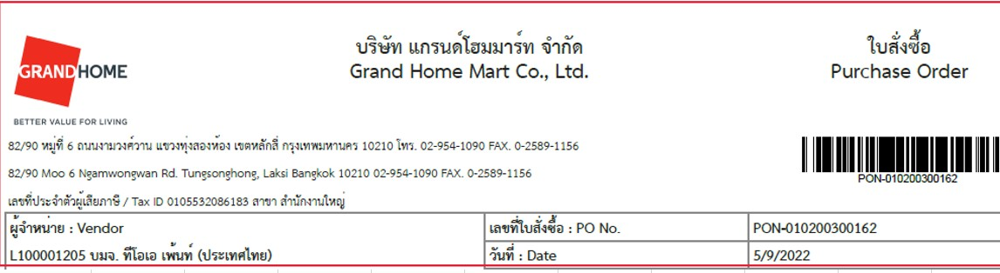 GRANDHOME
BETTER VALUE FOR LIVING
บริษัท แกรนด์โฮมมาร์ท จำกัด
Grand Home Mart Co., Ltd.
ใบสั่งซื้อ
Purchase Order
82/90 หมู่ที่ 6 ถนนงามวงศ์วาน แขวงทุ่งสองห้อง เขตหลักสี่ กรุงเทพมหานคร 10210 โทร. 02-954-1090 FAX. 0-2589-1156
82/90 Moo 6 Ngamwongwan Rd. Tungsonghong, Laksi Bangkok 10210 02-954-1090 FAX. 0-2589-1156
PON-010200300162
เลขที่ประจำตัวผู้เสียภาษี / Tax ID 0105532086183 สาขา สำนักงานใหญ่
ผู้จำหน่าย : Vendor
เลขที่ใบสั่งซื้อ : PO No.
PON-010200300162
L100001205 บมจ. ทีโอเอ เพ้นท์ (ประเทศไทย)
วันที่ : Date
5/9/2022